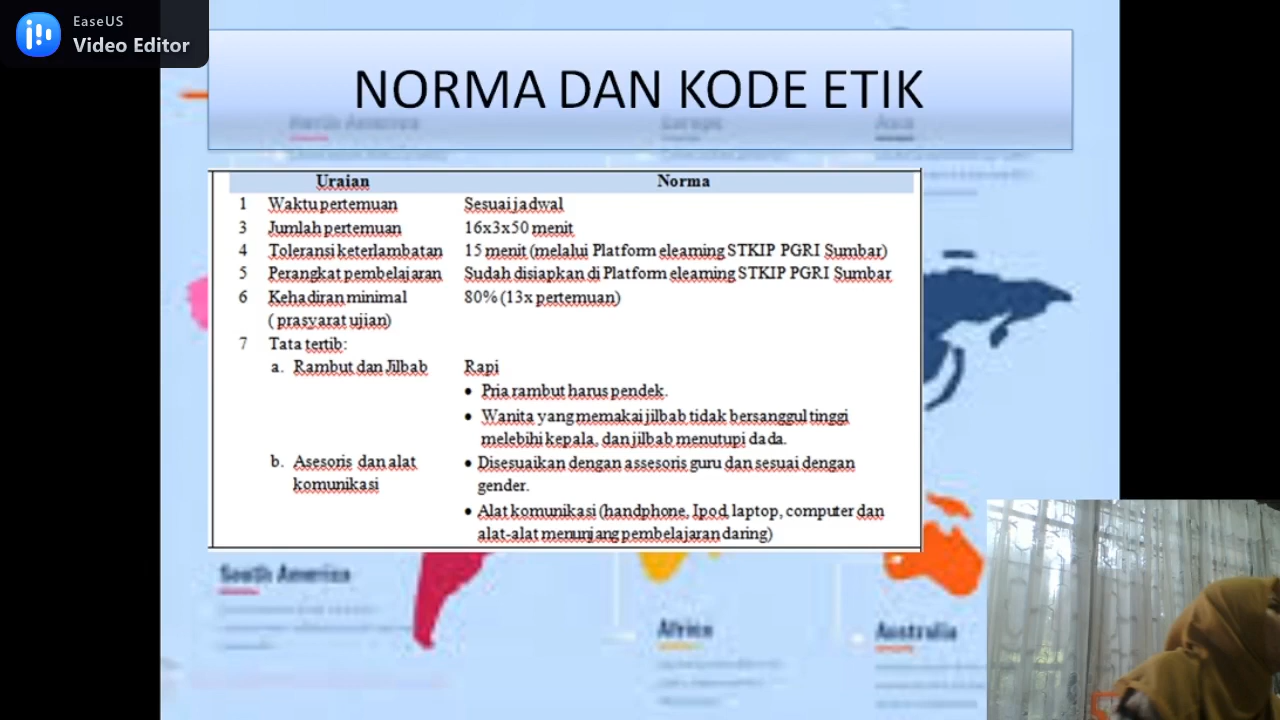 EaseUS
Video Editor
NORMA DAN KODE ETIK
North America
Europe
Asia
Uraian Norma
1 Waktu pertemuan Sesuai jadwal
3 Jumlah pertemuan 16x3x50 menit
4 Toleransi keterlambatan 15 menit (melalui Platform elearning STKIP PGRI Sumbar)
5 Perangkat pembelajaran Sudah disiapkan di Platform elearning STKIP PGRI Sumbar
6 Kehadiran minimal 80% (13x pertemuan)
( prasyarat ujian)
7 Tata tertib:
a. Rambut dan Jilbab Rapi
• Pria rambut harus pendek.
• Wanita yang memakai jilbab tidak bersanggul tinggi
melebihi kepala, dan jilbab menutupi dada.
b. Asesoris dan alat • Disesuaikan dengan assesoris guru dan sesuai dengan
komunikasi gender.
• Alat komunikasi (handphone, Ipod, laptop, computer dan
alat-alat menunjang pembelajaran daring)
South America
Africa
Australia